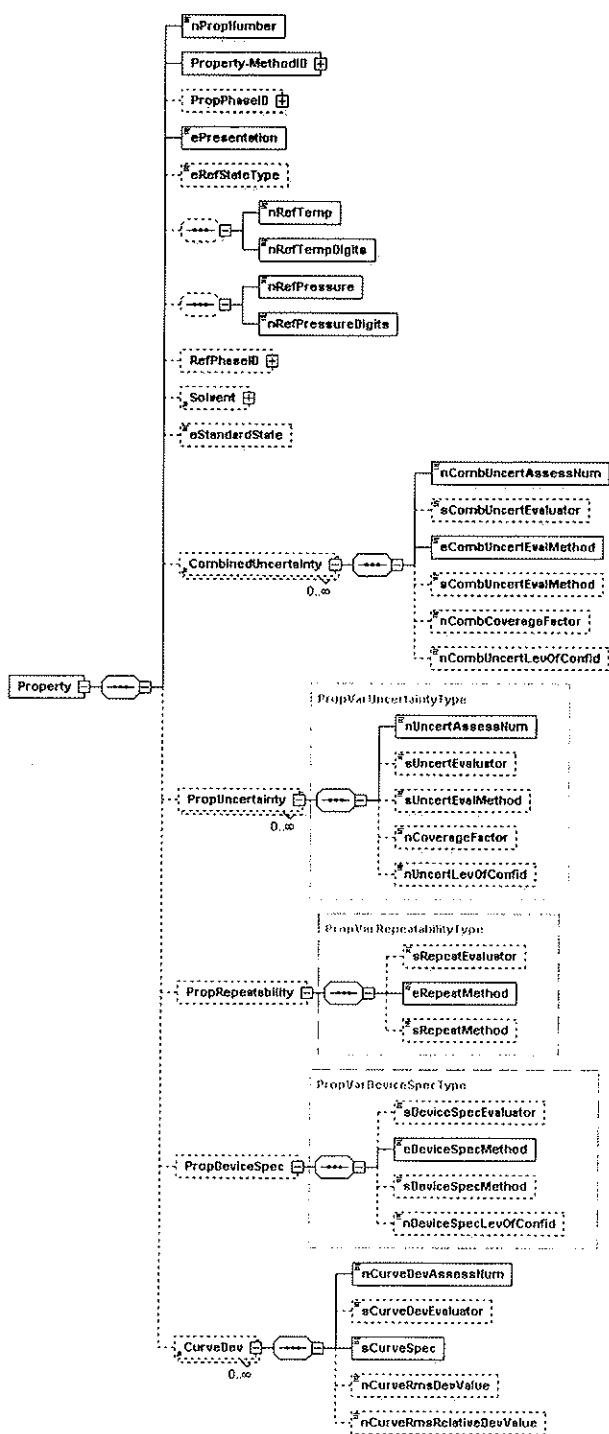 nPropNumber
Property-MethodID
PropPhaseID
ePresentation
eRefStateType
nRefTemp
nRefTempDigits
nRefPressure
nRefPressureDigits
RefPhaseID
Solvent
eStandardState
nCombUncertAssessNum
sCombUncertEvaluator
eCombUncertEvalMethod
CombinedUncertainty
0..∞
sCombUncertEvalMethod
nCombCoverageFactor
nCombUncertLevOfConfid
Property
PropVarUncertaintyType
nUncertAssessNum
sUncertEvaluator
PropUncertainty
0..∞
sUncertEvalMethod
nCoverageFactor
nUncertLevOfConfid
PropVarRepeatabilityType
sRepeatEvaluator
PropRepeatability
eRepeatMethod
sRepeatMethod
PropVarDeviceSpecType
sDeviceSpecEvaluator
eDeviceSpecMethod
PropDeviceSpec
sDeviceSpecMethod
nDeviceSpecLevOfConfid
nCurveDevAssessNum
sCurveDevEvaluator
CurveDev
0..∞
sCurveSpec
nCurveRmsDevValue
nCurveRmsRelativeDevValue